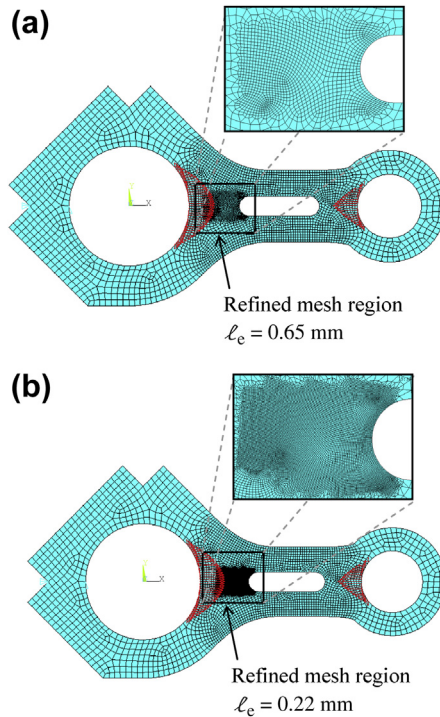 (a)
X
Refined mesh region
ℓe = 0.65 mm
(b)
X
Refined mesh region
ℓe = 0.22 mm